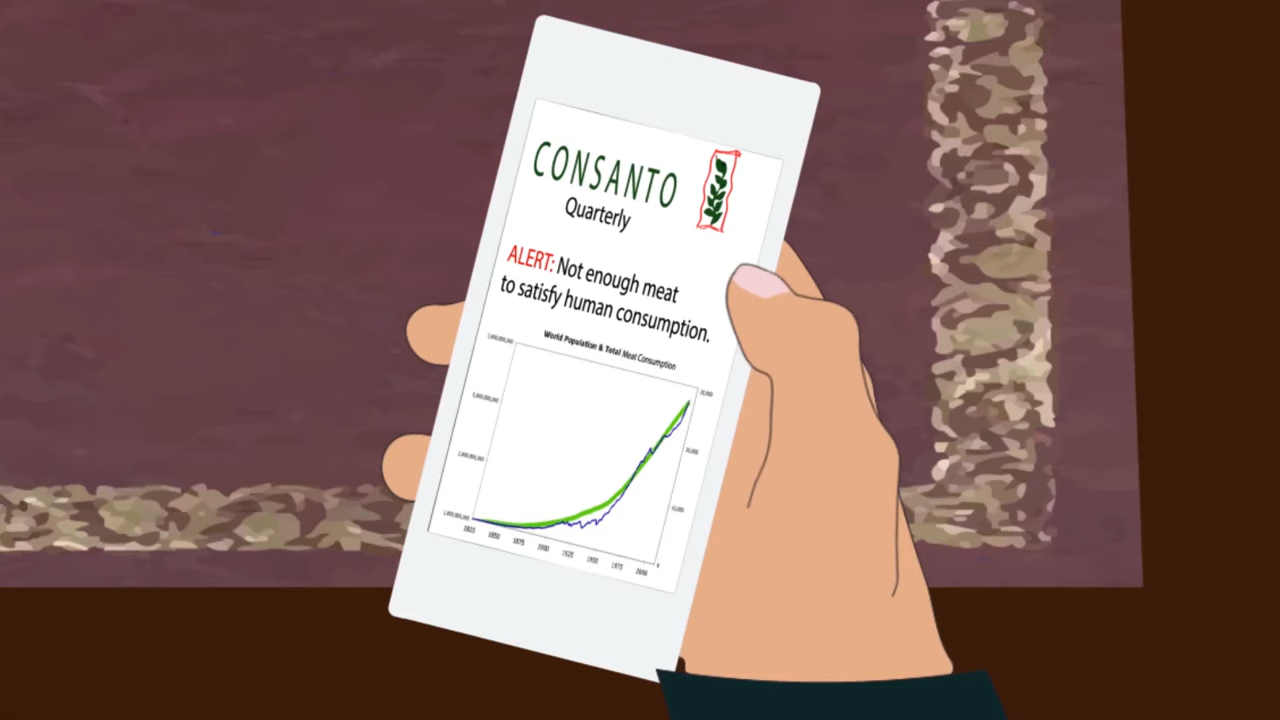 CONSANTO
Quarterly
ALERT: Not enough meat
to satisfy human consumption.
World Population & Total Meat Consumption
1825 1850 1875 1900 1925 1950 1975 2000